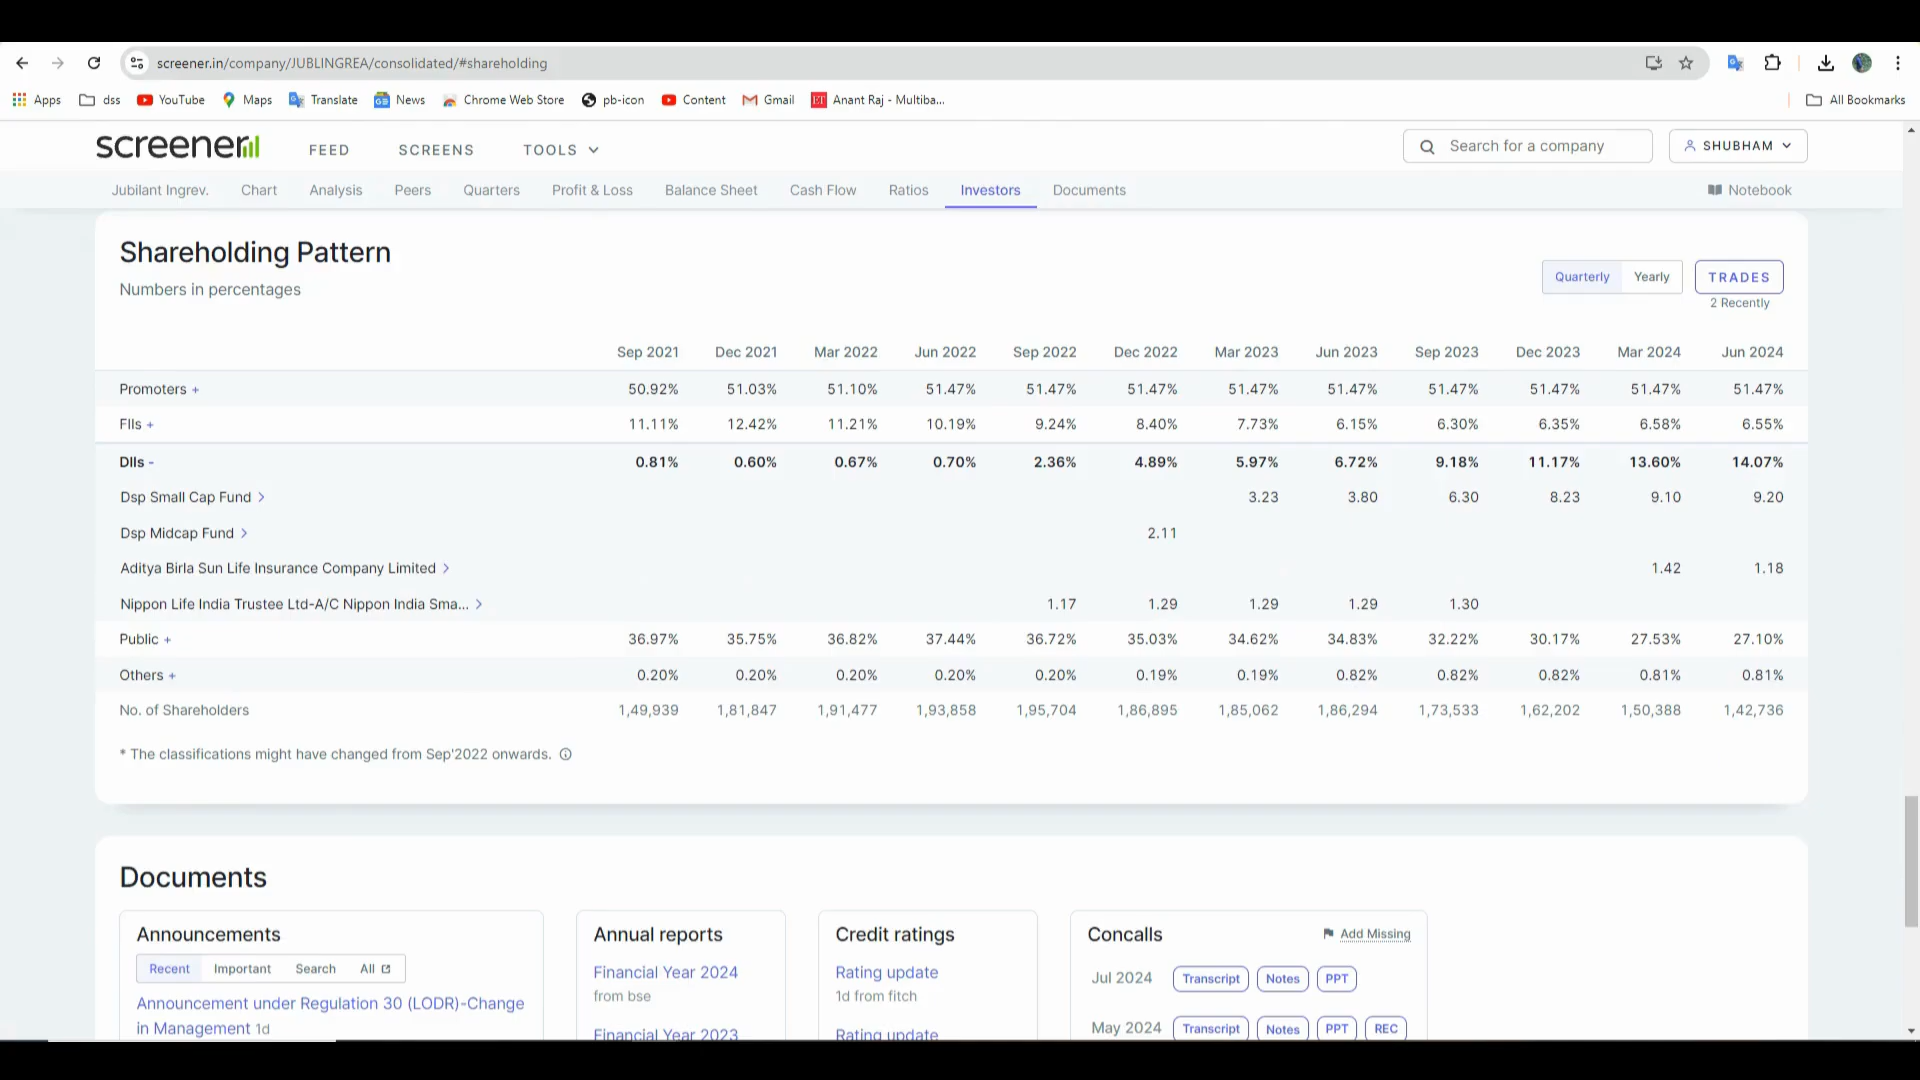 screener.in/company/JUBLINGREA/consolidated/#shareholding
Apps dss YouTube Maps Translate News Chrome Web Store pb-icon Content Gmail ET Anant Raj - Multiba... All Bookmarks
screener FEED SCREENS TOOLS Search for a company SHUBHAM
Jubilant Ingrev. Chart Analysis Peers Quarters Profit & Loss Balance Sheet Cash Flow Ratios Investors Documents Notebook
Shareholding Pattern
Numbers in percentages
Quarterly Yearly TRADES
2 Recently
Sep 2021 Dec 2021 Mar 2022 Jun 2022 Sep 2022 Dec 2022 Mar 2023 Jun 2023 Sep 2023 Dec 2023 Mar 2024 Jun 2024
Promoters + 50.92% 51.03% 51.10% 51.47% 51.47% 51.47% 51.47% 51.47% 51.47% 51.47% 51.47% 51.47%
FIIs + 11.11% 12.42% 11.21% 10.19% 9.24% 8.40% 7.73% 6.15% 6.30% 6.35% 6.58% 6.55%
DIIs - 0.81% 0.60% 0.67% 0.70% 2.36% 4.89% 5.97% 6.72% 9.18% 11.17% 13.60% 14.07%
Dsp Small Cap Fund 3.23 3.80 6.30 8.23 9.10 9.20
Dsp Midcap Fund 2.11
Aditya Birla Sun Life Insurance Company Limited 1.42 1.18
Nippon Life India Trustee Ltd-A/C Nippon India Sma... 1.17 1.29 1.29 1.29 1.30
Public + 36.97% 35.75% 36.82% 37.44% 36.72% 35.03% 34.62% 34.83% 32.22% 30.17% 27.53% 27.10%
Others + 0.20% 0.20% 0.20% 0.20% 0.20% 0.19% 0.19% 0.82% 0.82% 0.82% 0.81% 0.81%
No. of Shareholders 1,49,939 1,81,847 1,91,477 1,93,858 1,95,704 1,86,895 1,85,062 1,86,294 1,73,533 1,62,202 1,50,388 1,42,736
* The classifications might have changed from Sep'2022 onwards.
Documents
Announcements
Recent Important Search All
Announcement under Regulation 30 (LODR)-Change
in Management 1d
Annual reports
Financial Year 2024
from bse
Financial Year 2023
Credit ratings
Rating update
1d from fitch
Rating update
Concalls Add Missing
Jul 2024 Transcript Notes PPT
May 2024 Transcript Notes PPT REC